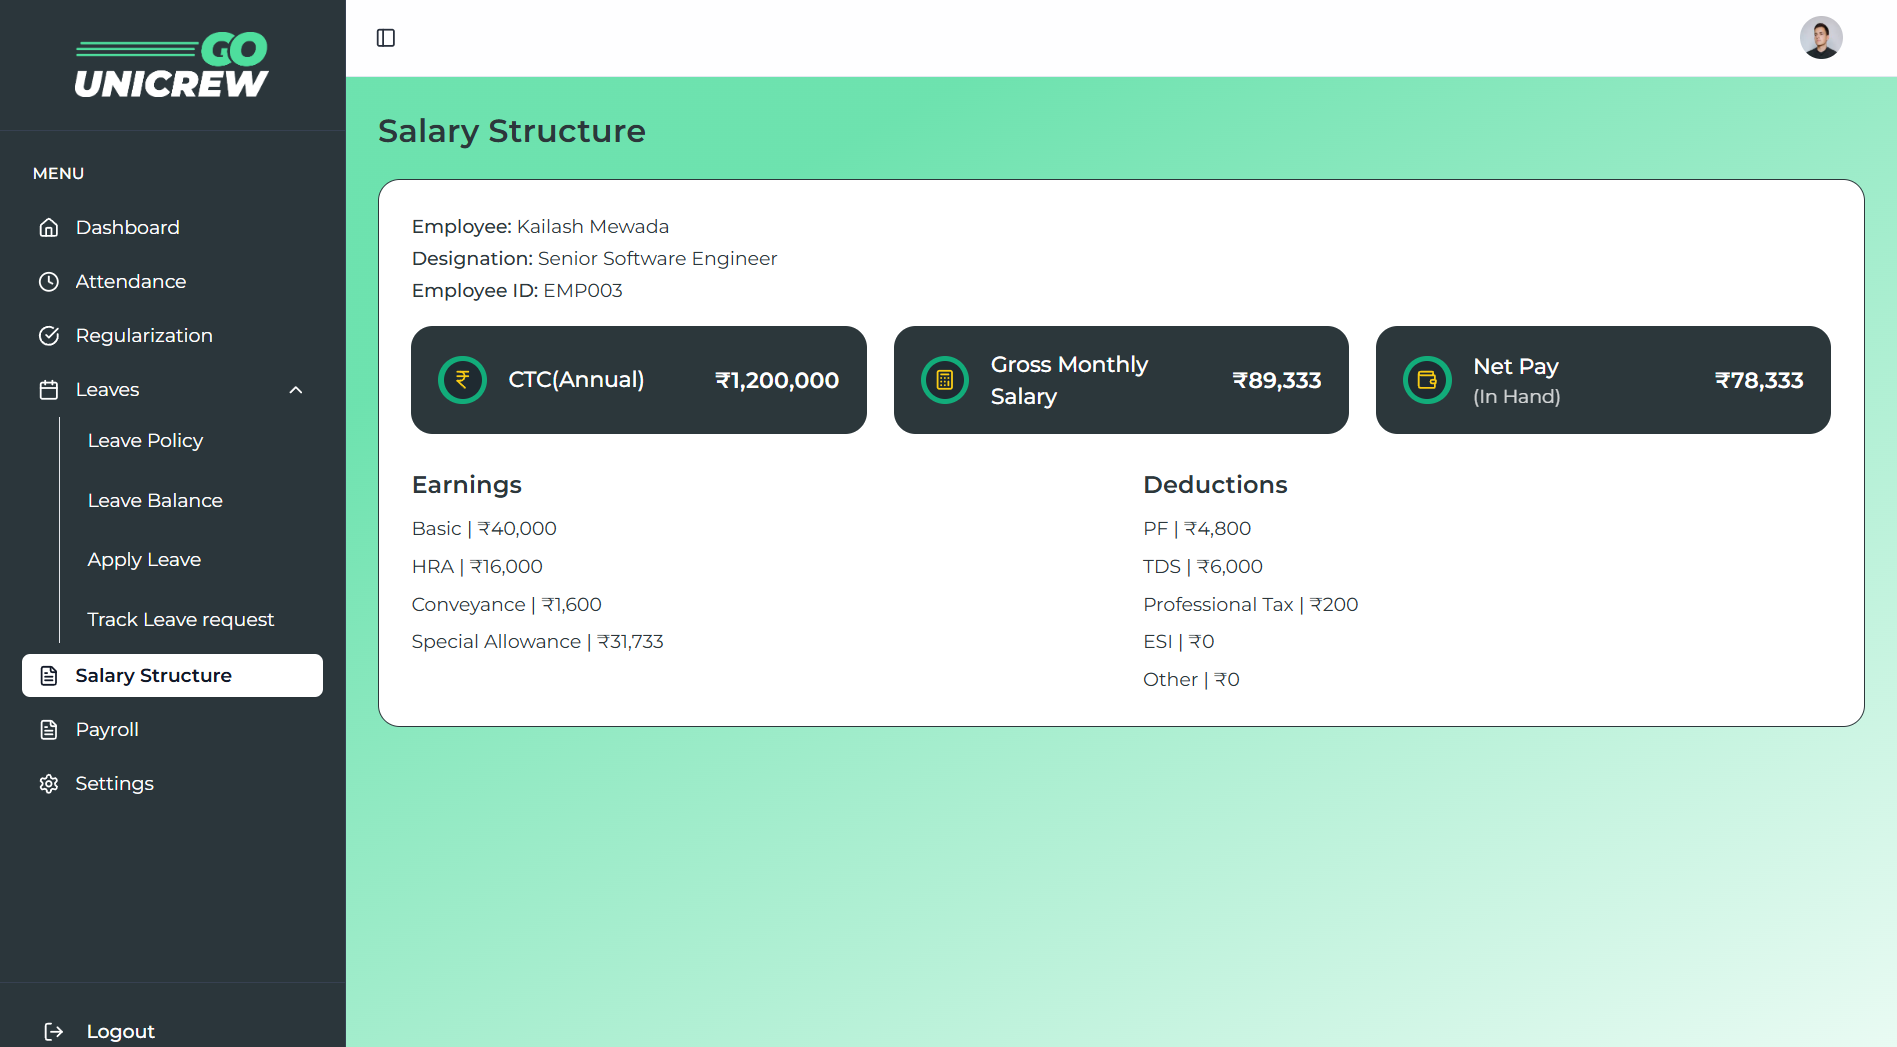 GO
UNICREW
MENU
Dashboard
Attendance
Regularization
Leaves
Leave Policy
Leave Balance
Apply Leave
Track Leave request
Salary Structure
Payroll
Settings
Logout
Salary Structure
Employee: Kailash Mewada
Designation: Senior Software Engineer
Employee ID: EMP003
CTC(Annual) ₹1,200,000
Gross Monthly
Salary
₹89,333
Net Pay
(In Hand)
₹78,333
Earnings
Basic | ₹40,000
HRA | ₹16,000
Conveyance | ₹1,600
Special Allowance | ₹31,733
Deductions
PF | ₹4,800
TDS | ₹6,000
Professional Tax | ₹200
ESI | ₹0
Other | ₹0